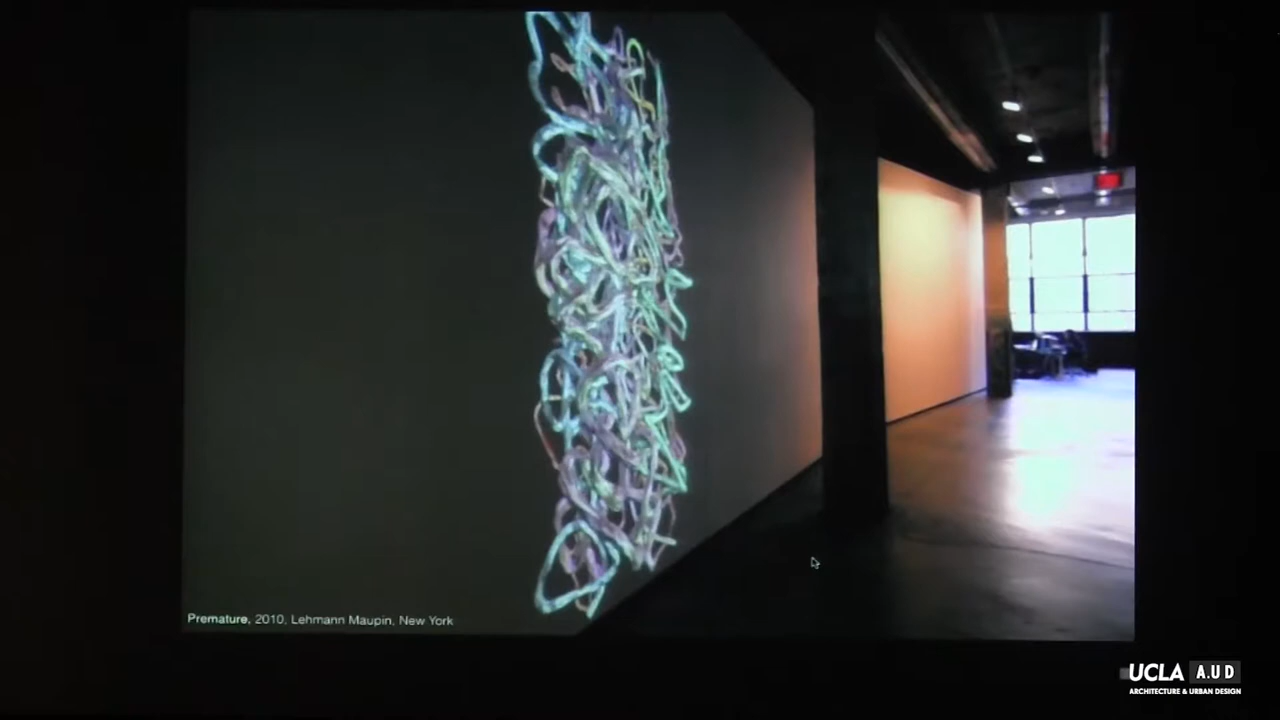 Premature, 2010, Lehmann Maupin, New York
UCLA A.UD
ARCHITECTURE & URBAN DESIGN